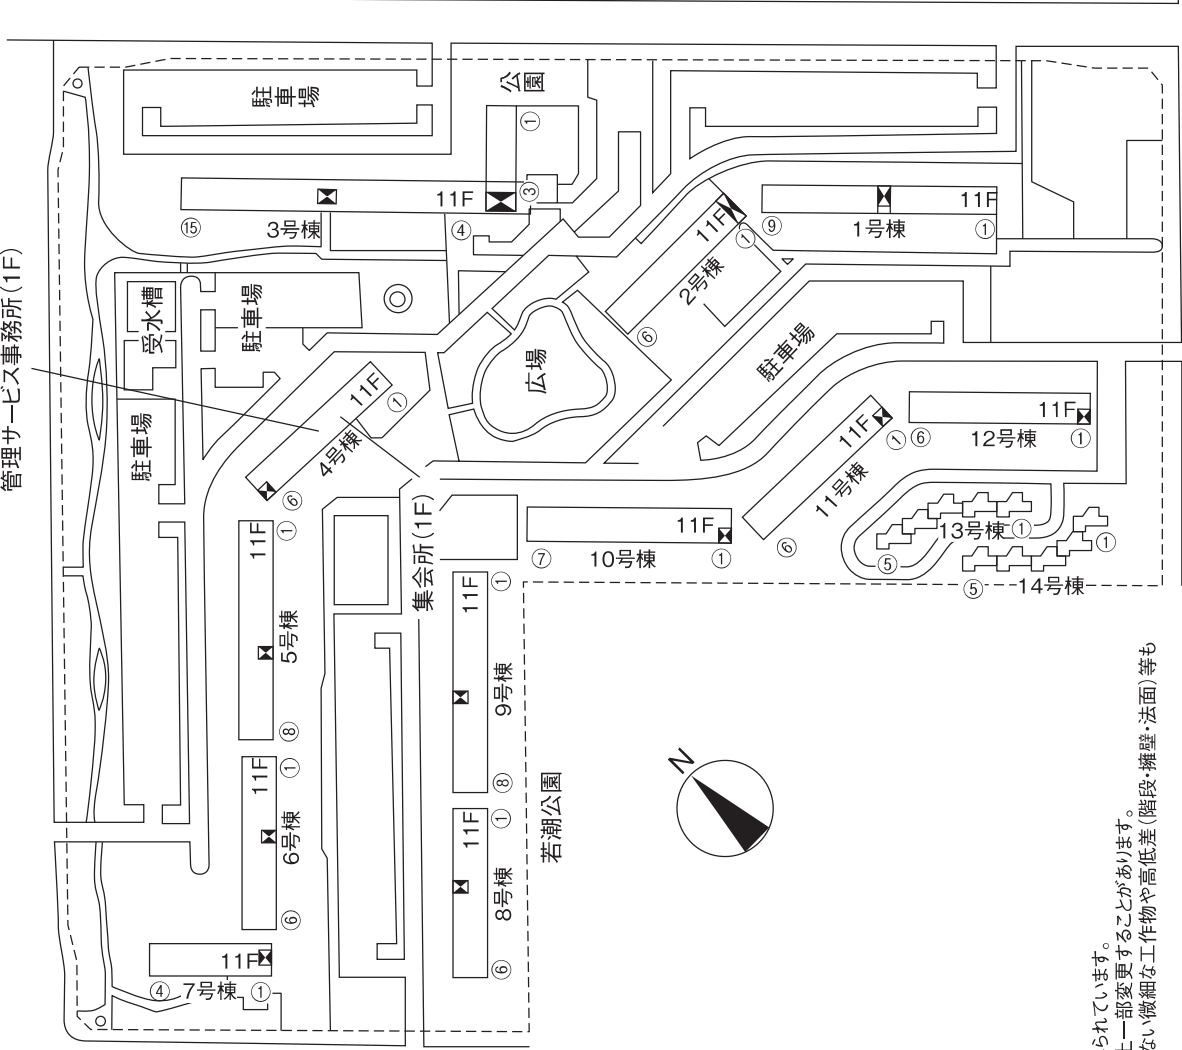 駐車場
公園
①
③
11F
⑮
3号棟
④
11F
①
2号棟
⑥
11F
⑨
1号棟
①
管理サービス事務所(1F)
受水槽
駐車場
駐車場
広場
駐車場
11F
①
4号棟
⑥
11F
①
11号棟
⑥
11F
⑥
12号棟
①
13号棟
①
⑤
①
⑤
14号棟
集会所(1F)
11F
⑦
10号棟
①
11F
①
5号棟
⑧
11F
①
9号棟
⑧
11F
①
6号棟
⑥
11F
①
8号棟
⑥
若潮公園
N
11F
④
7号棟
①
られています。
上一部変更することがあります。
ない微細な工作物や高低差(階段・擁壁・法面)等も